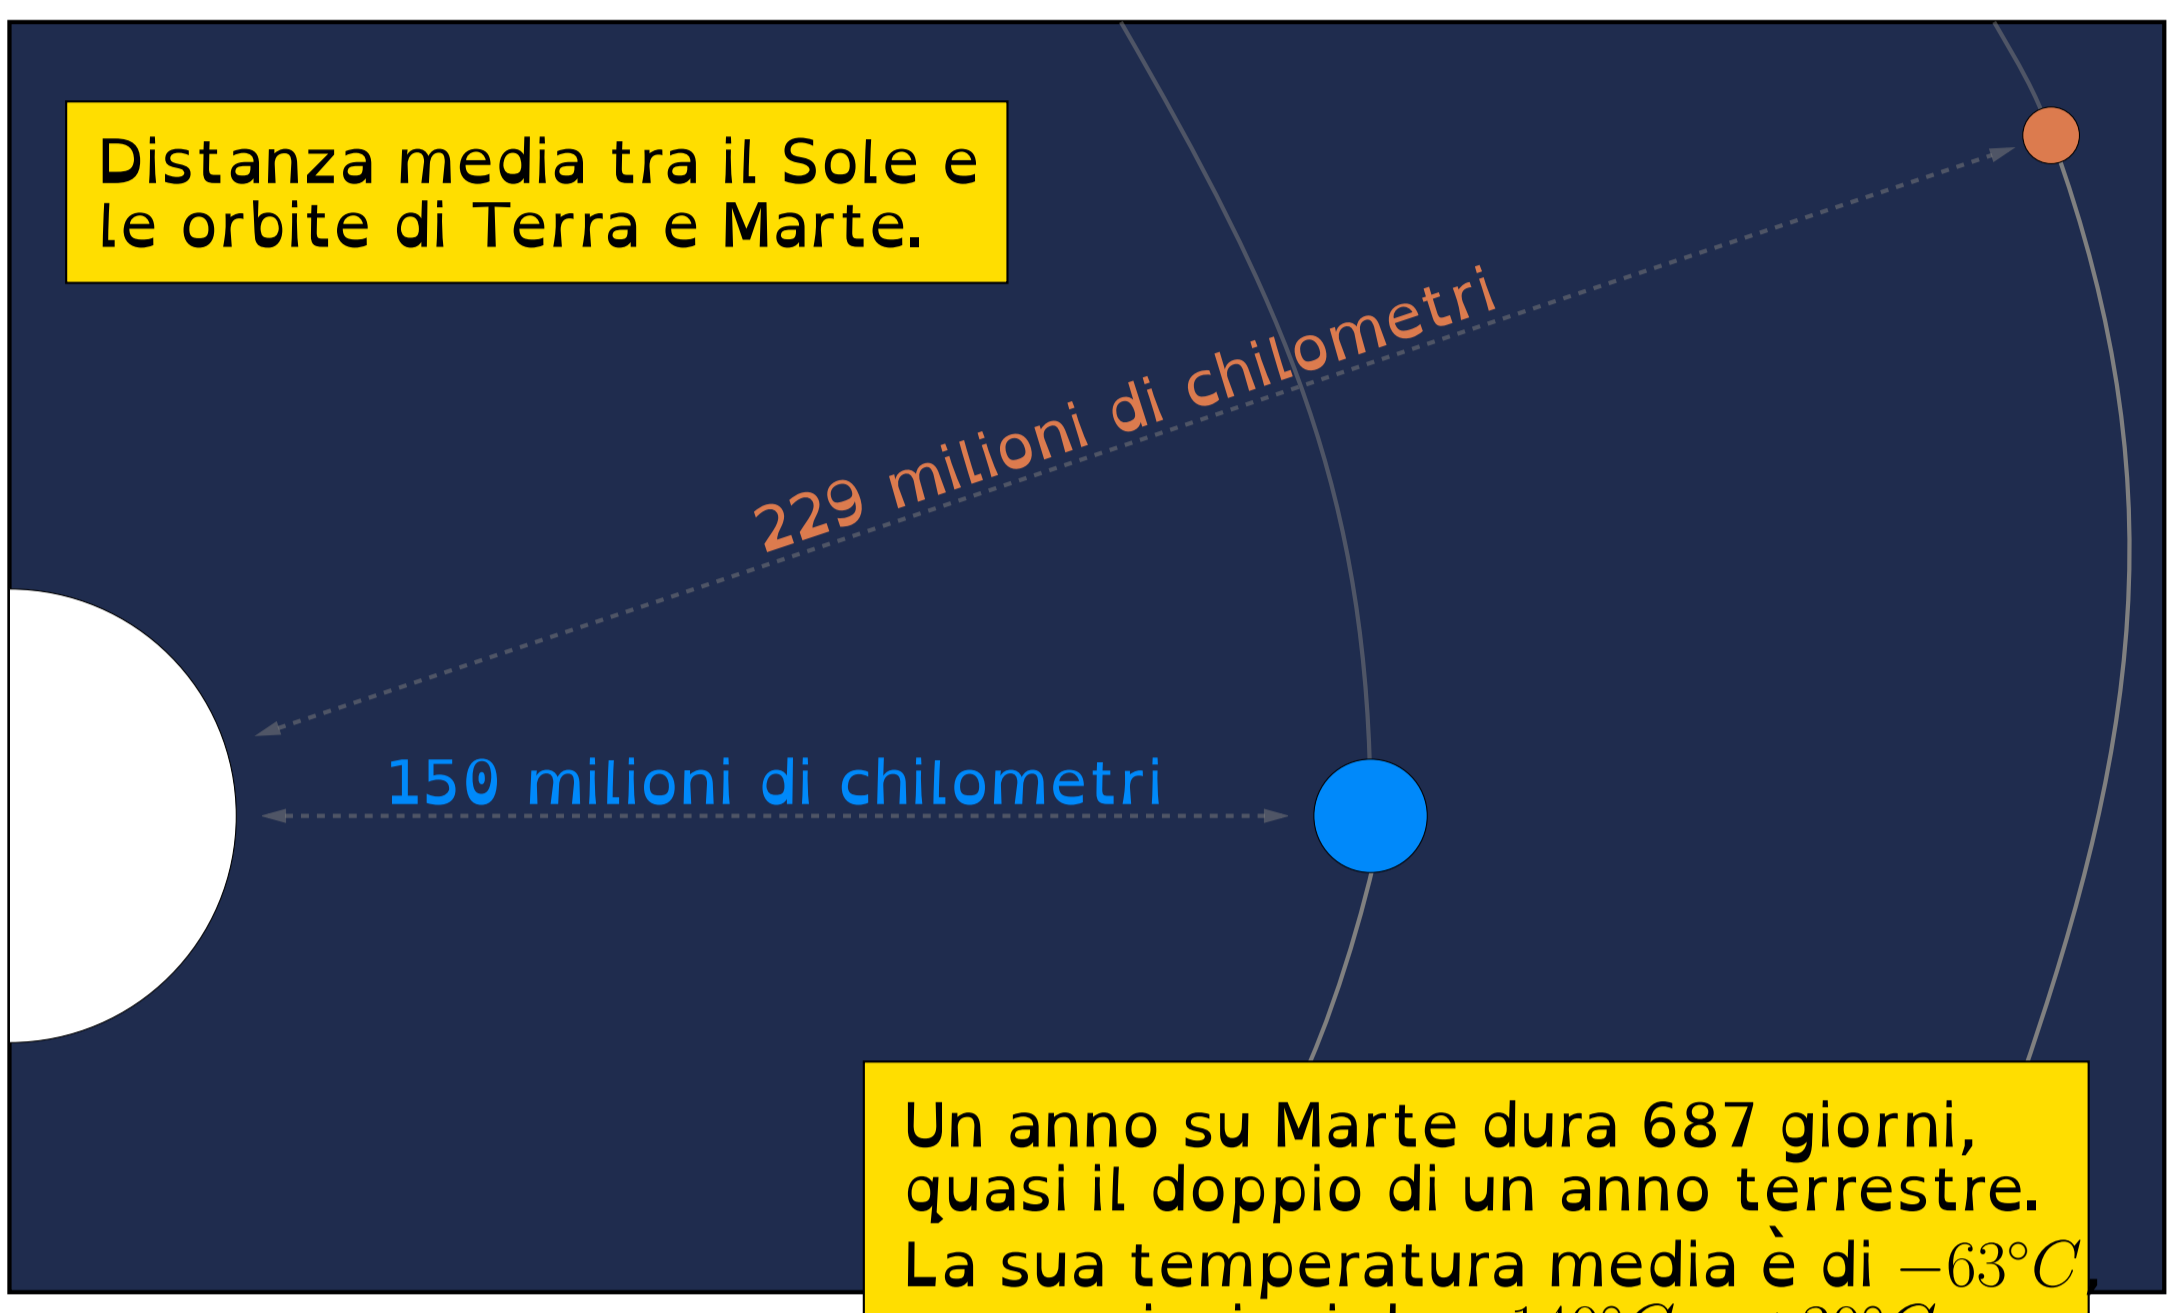 Distanza media tra il Sole e
le orbite di Terra e Marte.
229 milioni di chilometri
150 milioni di chilometri
Un anno su Marte dura 687 giorni,
quasi il doppio di un anno terrestre.
La sua temperatura media è di −63°C,